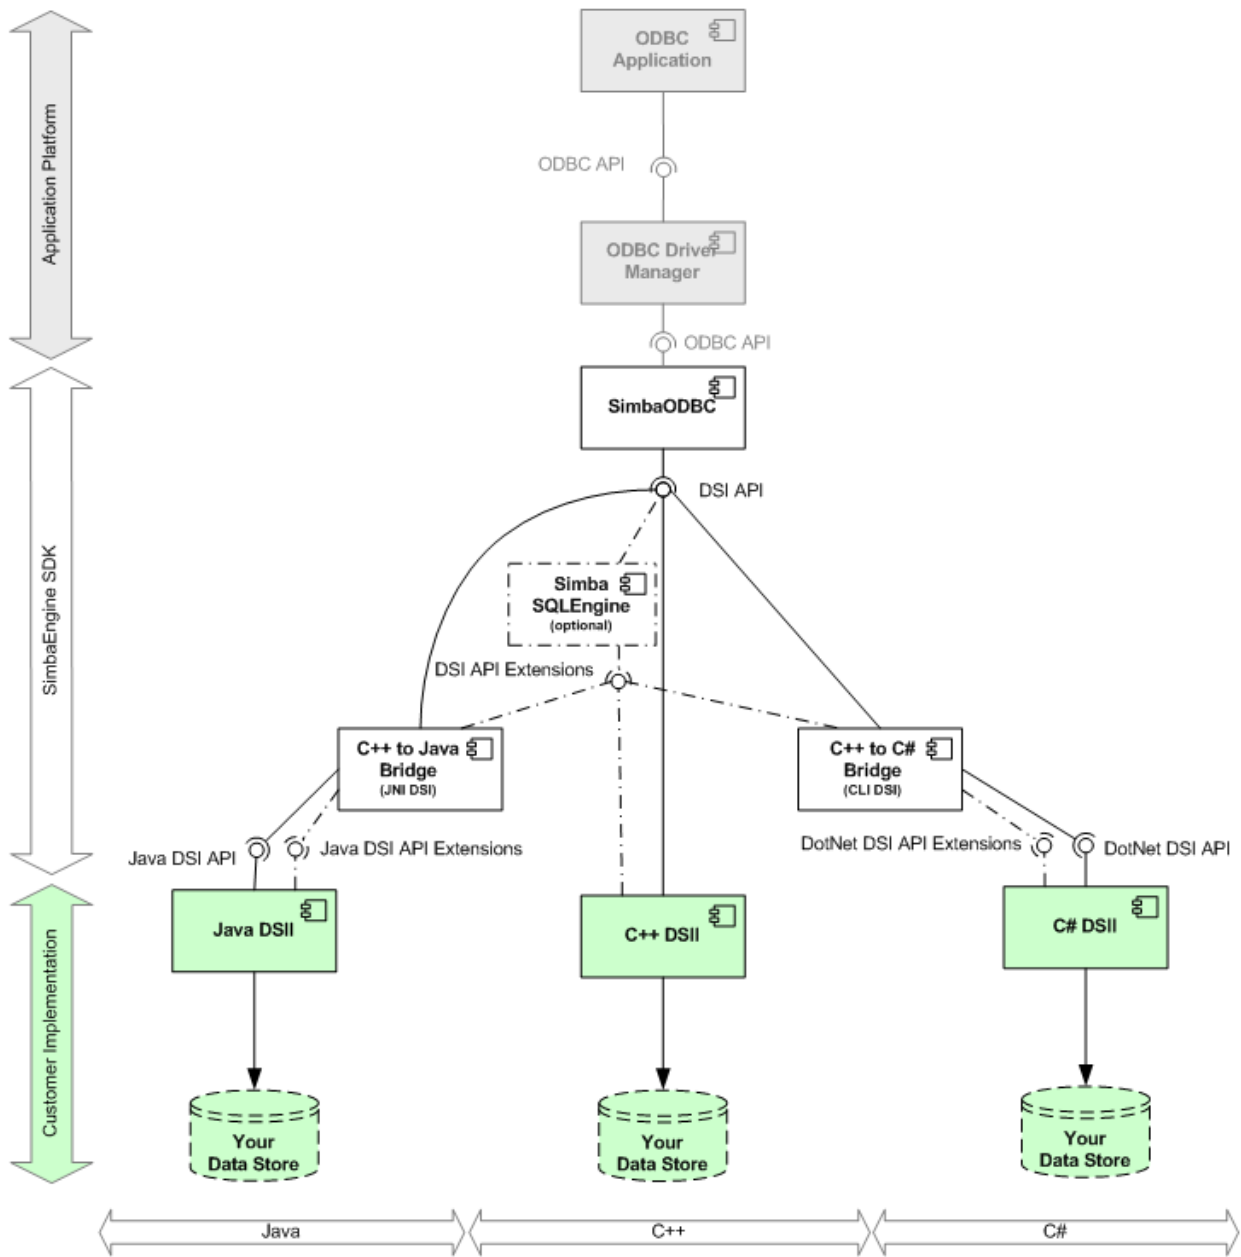 ODBC
Application
Application Platform
ODBC API
ODBC Driver
Manager
ODBC API
SimbaODBC
DSI API
SimbaEngine SDK
Simba
SQLEngine
(optional)
DSI API Extensions
C++ to Java
Bridge
(JNI DSI)
C++ to C#
Bridge
(CLI DSI)
Java DSI API
Java DSI API Extensions
DotNet DSI API Extensions
DotNet DSI API
Customer Implementation
Java DSII
C++ DSII
C# DSII
Your
Data Store
Your
Data Store
Your
Data Store
Java
C++
C#